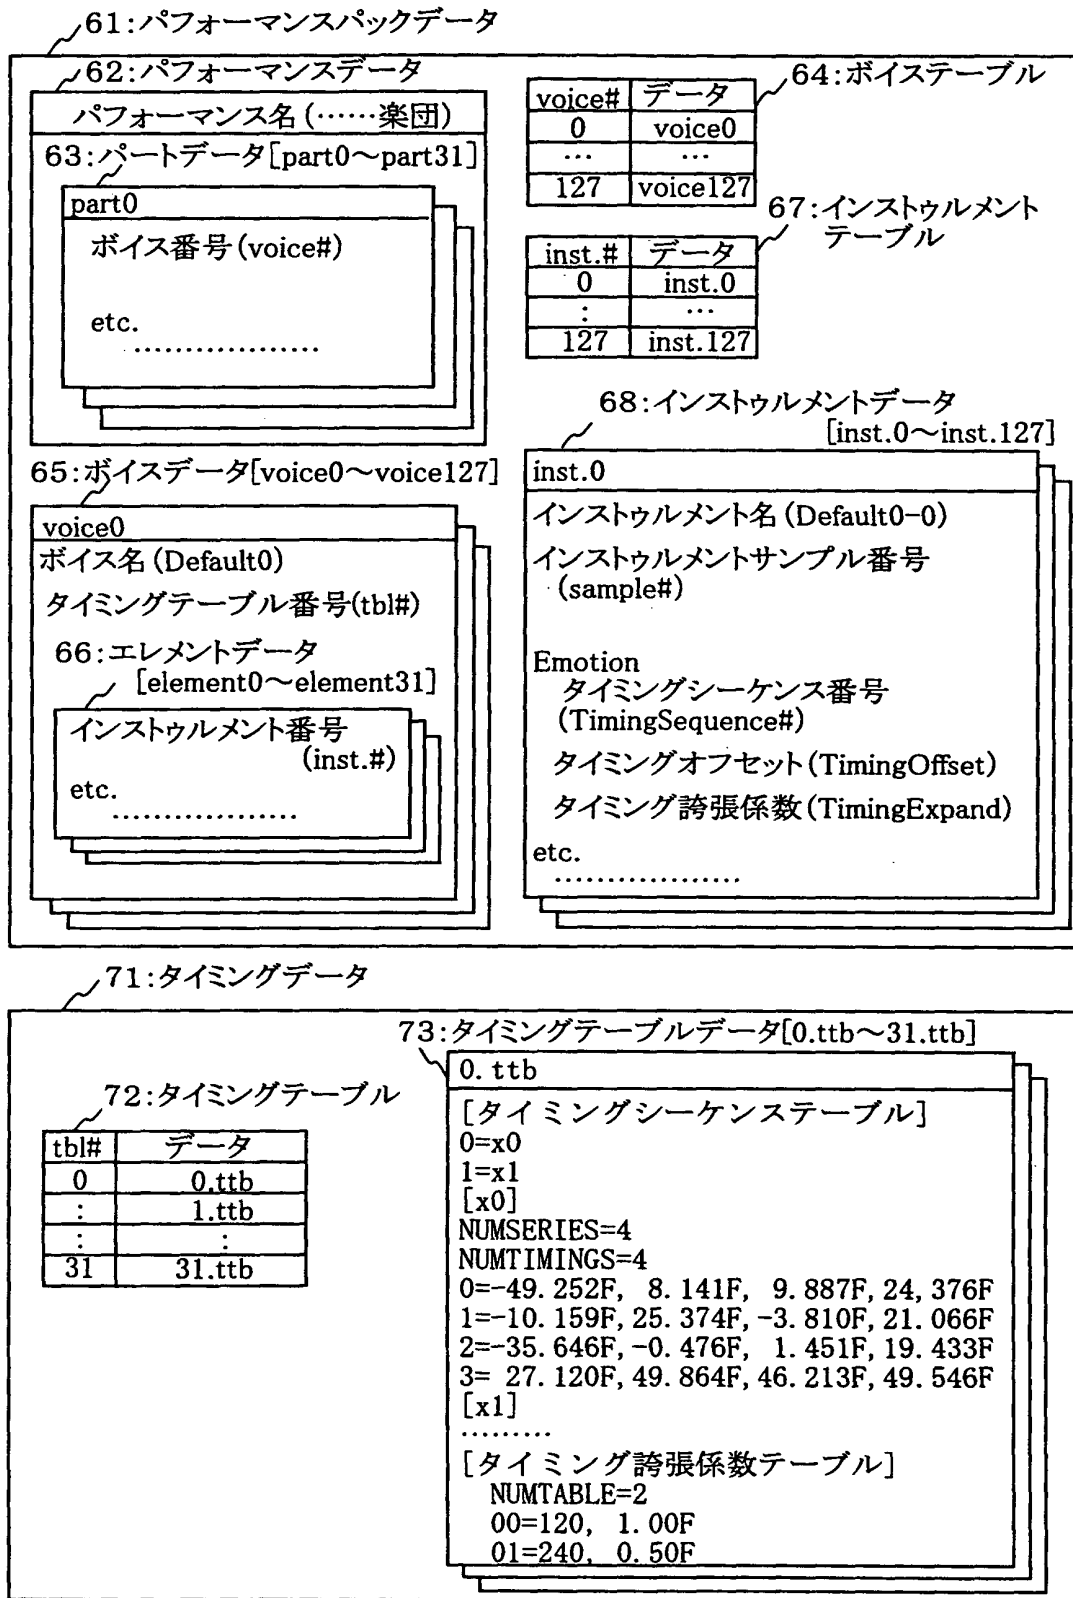 61:パフォーマンスパックデータ
62:パフォーマンスデータ
パフォーマンス名(……楽団)
63:パートデータ[part0～part31]
part0
ボイス番号(voice#)
etc.
………………
64:ボイステーブル
voice# データ
0 voice0
… …
127 voice127
67:インストゥルメント
テーブル
inst.# データ
0 inst.0
: …
127 inst.127
65:ボイスデータ[voice0～voice127]
voice0
ボイス名(Default0)
タイミングテーブル番号(tbl#)
66:エレメントデータ
[element0～element31]
インストゥルメント番号
(inst.#)
etc.
………………
68:インストゥルメントデータ
[inst.0～inst.127]
inst.0
インストゥルメント名(Default0-0)
インストゥルメントサンプル番号
(sample#)
Emotion
タイミングシーケンス番号
(TimingSequence#)
タイミングオフセット(TimingOffset)
タイミング誇張係数(TimingExpand)
etc.
………………
71:タイミングデータ
72:タイミングテーブル
tbl# データ
0 0.ttb
: 1.ttb
: :
31 31.ttb
73:タイミングテーブルデータ[0.ttb～31.ttb]
0.ttb
[タイミングシーケンステーブル]
0=x0
1=x1
[x0]
NUMSERIES=4
NUMTIMINGS=4
0=-49.252F, 8.141F, 9.887F,24,376F
1=-10.159F,25.374F,-3.810F,21.066F
2=-35.646F,-0.476F, 1.451F,19.433F
3= 27.120F,49.864F,46.213F,49.546F
[x1]
………
[タイミング誇張係数テーブル]
NUMTABLE=2
00=120, 1.00F
01=240, 0.50F